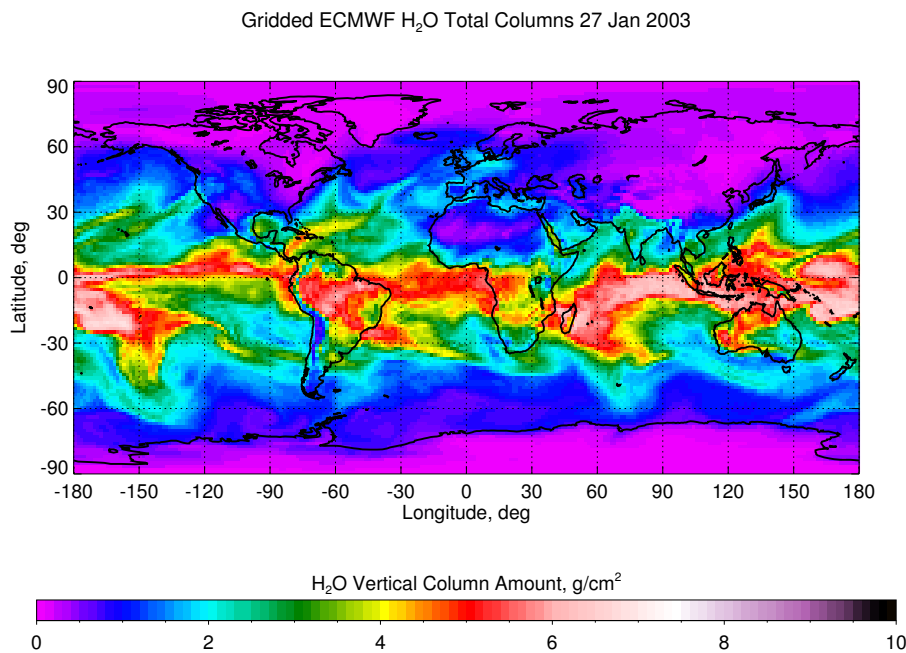 Gridded ECMWF H₂O Total Columns 27 Jan 2003
90
60
30
0
-30
-60
-90
Latitude, deg
-180 -150 -120 -90 -60 -30 0 30 60 90 120 150 180
Longitude, deg
H₂O Vertical Column Amount, g/cm²
0 2 4 6 8 10